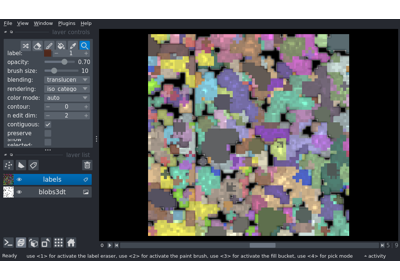 File View Window Plugins Help
layer controls
label: 1
opacity: 0.70
brush size: 10
blending: translucen
rendering: iso_catego
color mode: auto
contour: 0
n edit dim: 2
contiguous:
preserve
selected:
layer list
labels
blobs3dt
Ready use <1> for activate the label eraser, use <2> for activate the paint brush, use <3> for activate the fill bucket, use <4> for pick mode activity